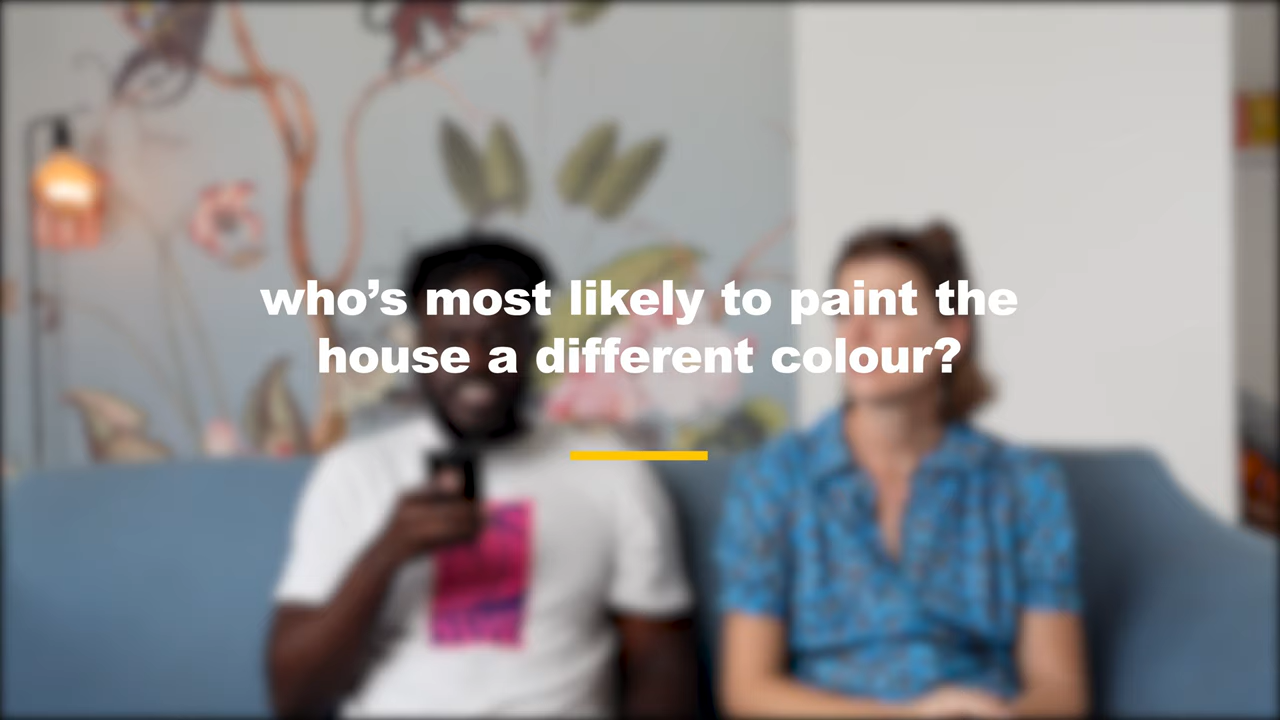 who’s most likely to paint the
house a different colour?